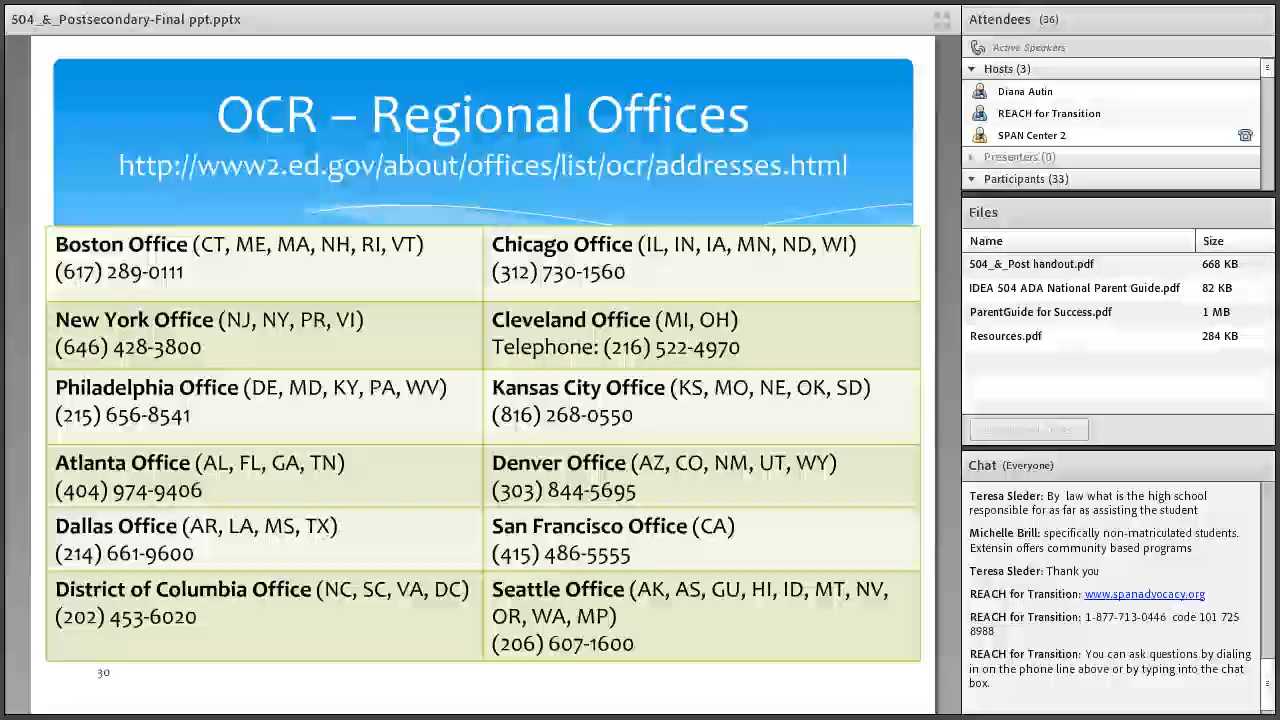 504_&_Postsecondary-Final ppt.pptx
OCR – Regional Offices
http://www2.ed.gov/about/offices/list/ocr/addresses.html
Boston Office (CT, ME, MA, NH, RI, VT)
(617) 289-0111
Chicago Office (IL, IN, IA, MN, ND, WI)
(312) 730-1560
New York Office (NJ, NY, PR, VI)
(646) 428-3800
Cleveland Office (MI, OH)
Telephone: (216) 522-4970
Philadelphia Office (DE, MD, KY, PA, WV)
(215) 656-8541
Kansas City Office (KS, MO, NE, OK, SD)
(816) 268-0550
Atlanta Office (AL, FL, GA, TN)
(404) 974-9406
Denver Office (AZ, CO, NM, UT, WY)
(303) 844-5695
Dallas Office (AR, LA, MS, TX)
(214) 661-9600
San Francisco Office (CA)
(415) 486-5555
District of Columbia Office (NC, SC, VA, DC)
(202) 453-6020
Seattle Office (AK, AS, GU, HI, ID, MT, NV,
OR, WA, MP)
(206) 607-1600
30
Attendees (36)
Active Speakers
Hosts (3)
Diana Autin
REACH for Transition
SPAN Center 2
Presenters (0)
Participants (33)
Files
Name Size
504_&_Post handout.pdf 668 KB
IDEA 504 ADA National Parent Guide.pdf 82 KB
ParentGuide for Success.pdf 1 MB
Resources.pdf 284 KB
Chat (Everyone)
Teresa Sleder: By law what is the high school
responsible for as far as assisting the student
Michelle Brill: specifically non-matriculated students.
Extensin offers community based programs
Teresa Sleder: Thank you
REACH for Transition: www.spanadvocacy.org
REACH for Transition: 1-877-713-0446 code 101 725
8988
REACH for Transition: You can ask questions by dialing
in on the phone line above or by typing into the chat
box.